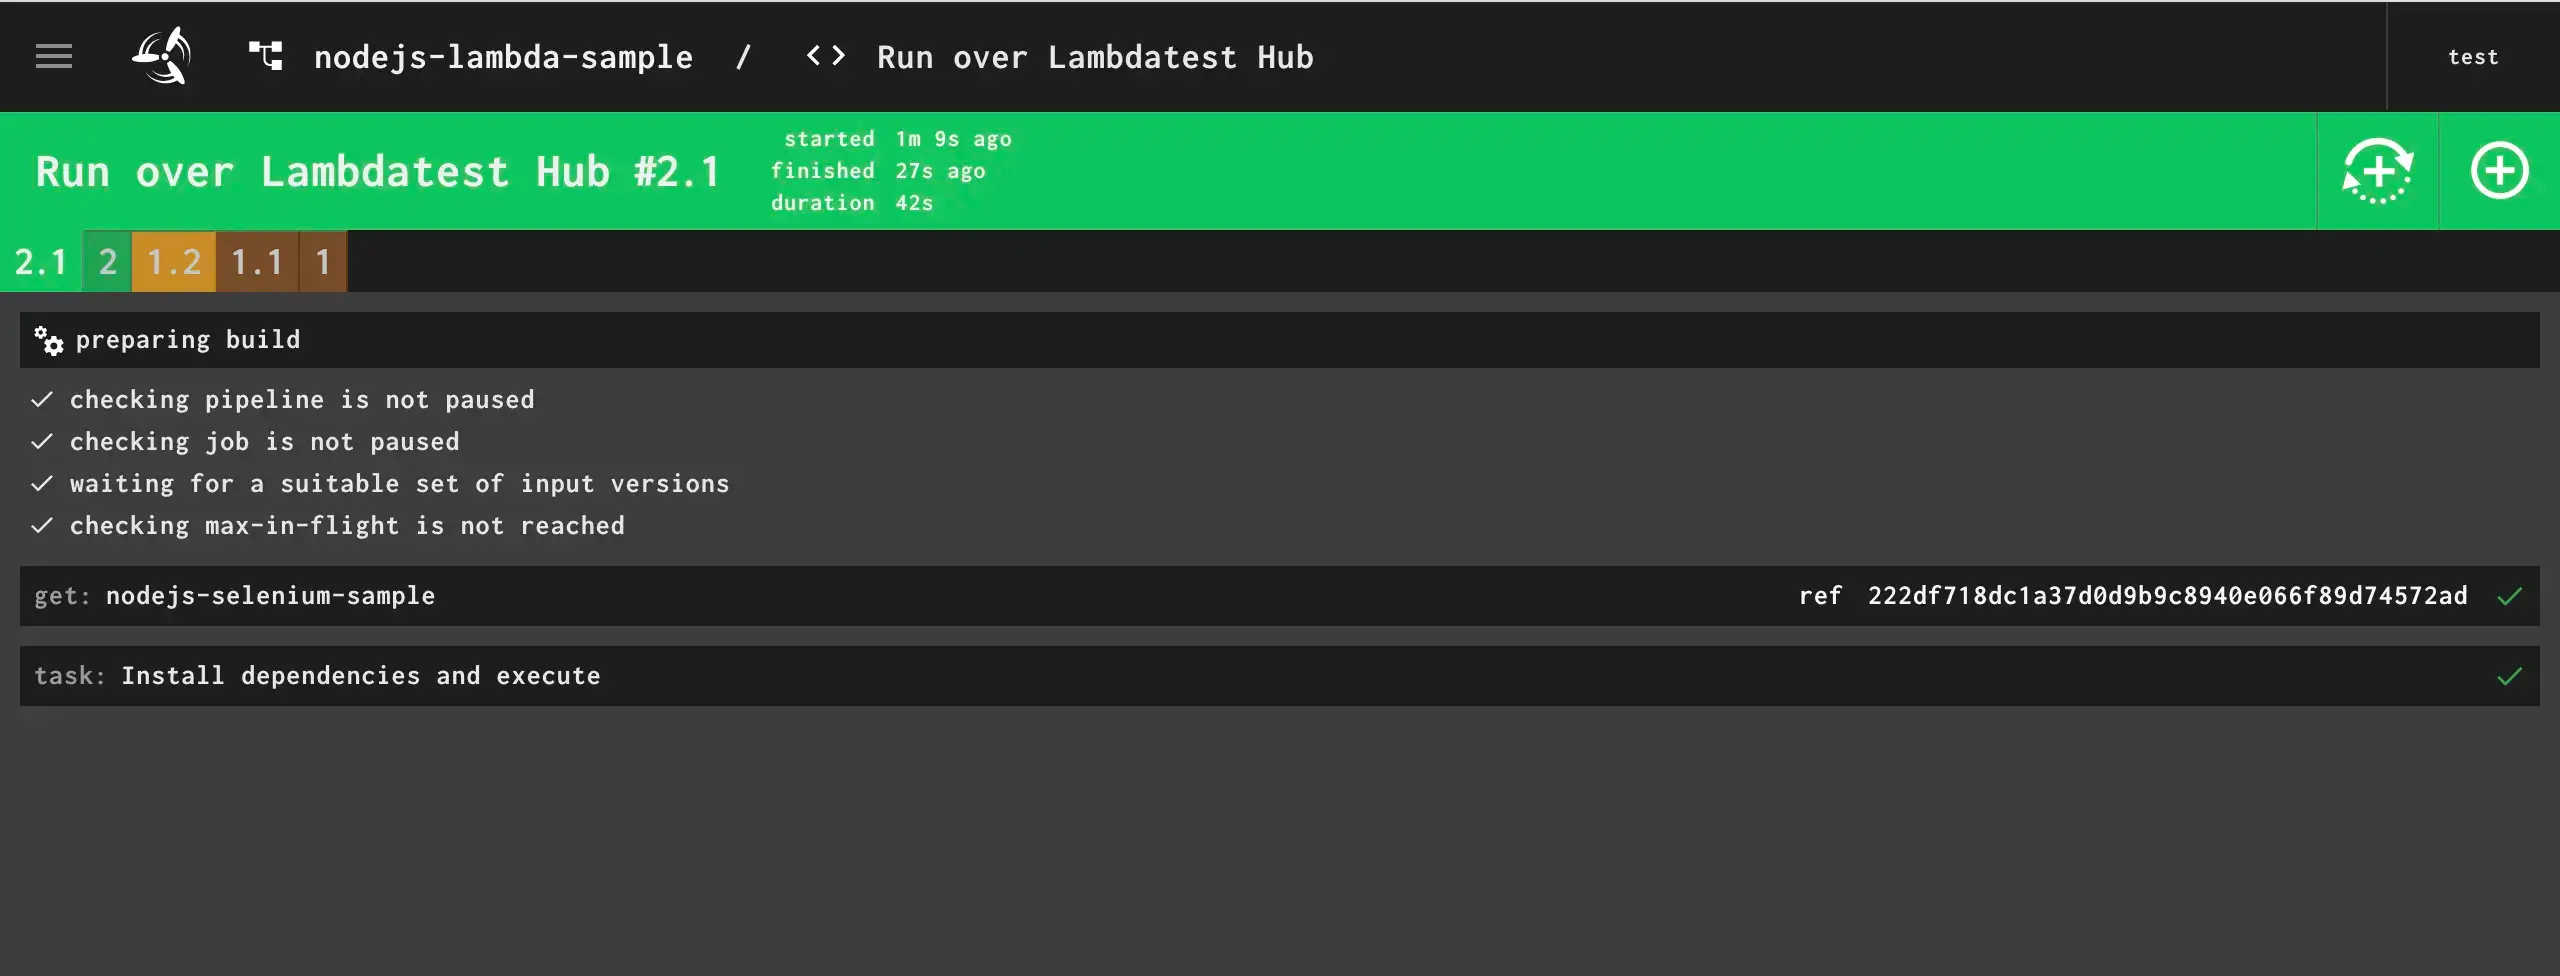 nodejs-lambda-sample / <> Run over Lambdatest Hub
test
Run over Lambdatest Hub #2.1
started 1m 9s ago
finished 27s ago
duration 42s
2.1 2 1.2 1.1 1
preparing build
checking pipeline is not paused
checking job is not paused
waiting for a suitable set of input versions
checking max-in-flight is not reached
get: nodejs-selenium-sample ref 222df718dc1a37d0d9b9c8940e066f89d74572ad
task: Install dependencies and execute